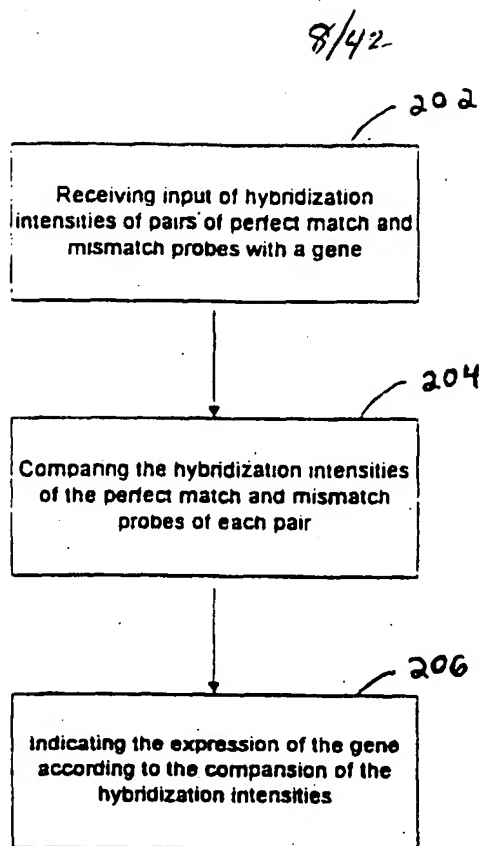 8/42
202
Receiving input of hybridization
intensities of pairs of perfect match and
mismatch probes with a gene
204
Comparing the hybridization intensities
of the perfect match and mismatch
probes of each pair
206
Indicating the expression of the gene
according to the comparision of the
hybridization intensities